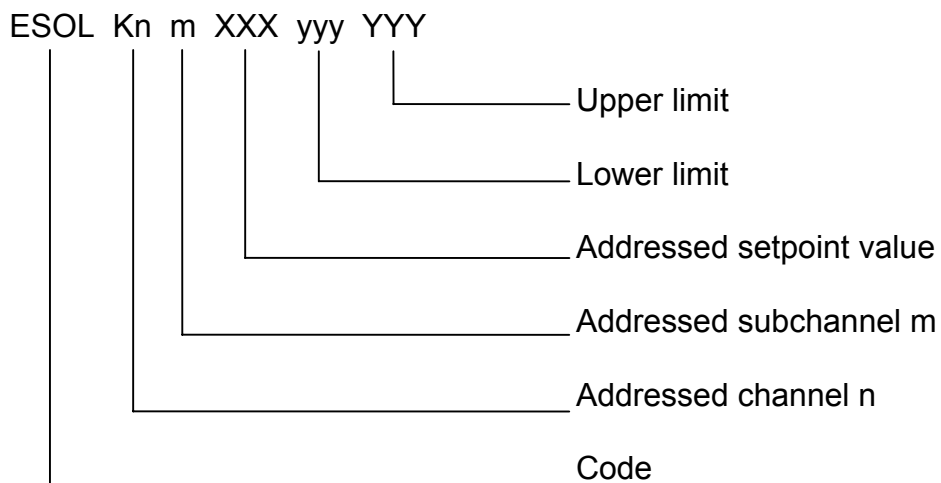 ESOL Kn m XXX yyy YYY
Upper limit
Lower limit
Addressed setpoint value
Addressed subchannel m
Addressed channel n
Code